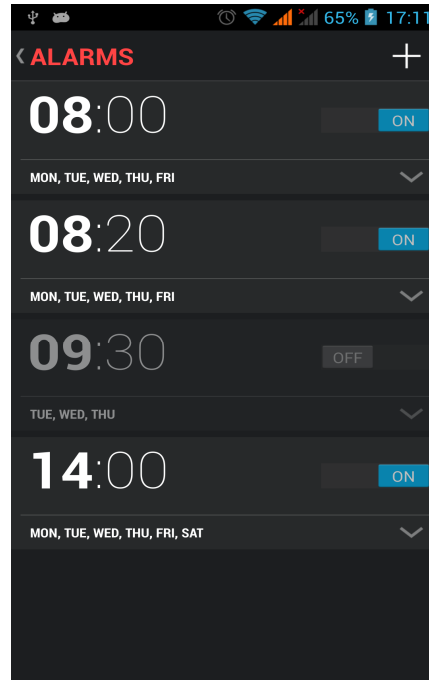 65% 17:11
ALARMS
08:00
ON
MON, TUE, WED, THU, FRI
08:20
ON
MON, TUE, WED, THU, FRI
09:30
OFF
TUE, WED, THU
14:00
ON
MON, TUE, WED, THU, FRI, SAT